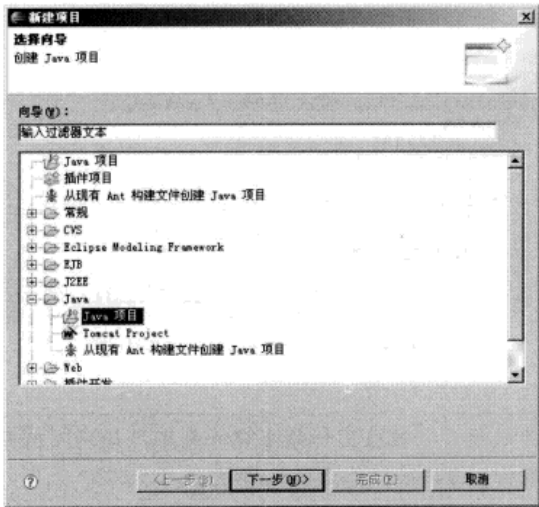 新建项目
选择向导
创建 Java 项目
向导(W)：
输入过滤器文本
Java 项目
插件项目
从现有 Ant 构建文件创建 Java 项目
常规
CVS
Eclipse Modeling Framework
EJB
J2EE
Java
Java 项目
Tomcat Project
从现有 Ant 构建文件创建 Java 项目
Web
插件开发
<上一步(B) 下一步(N)> 完成(F) 取消